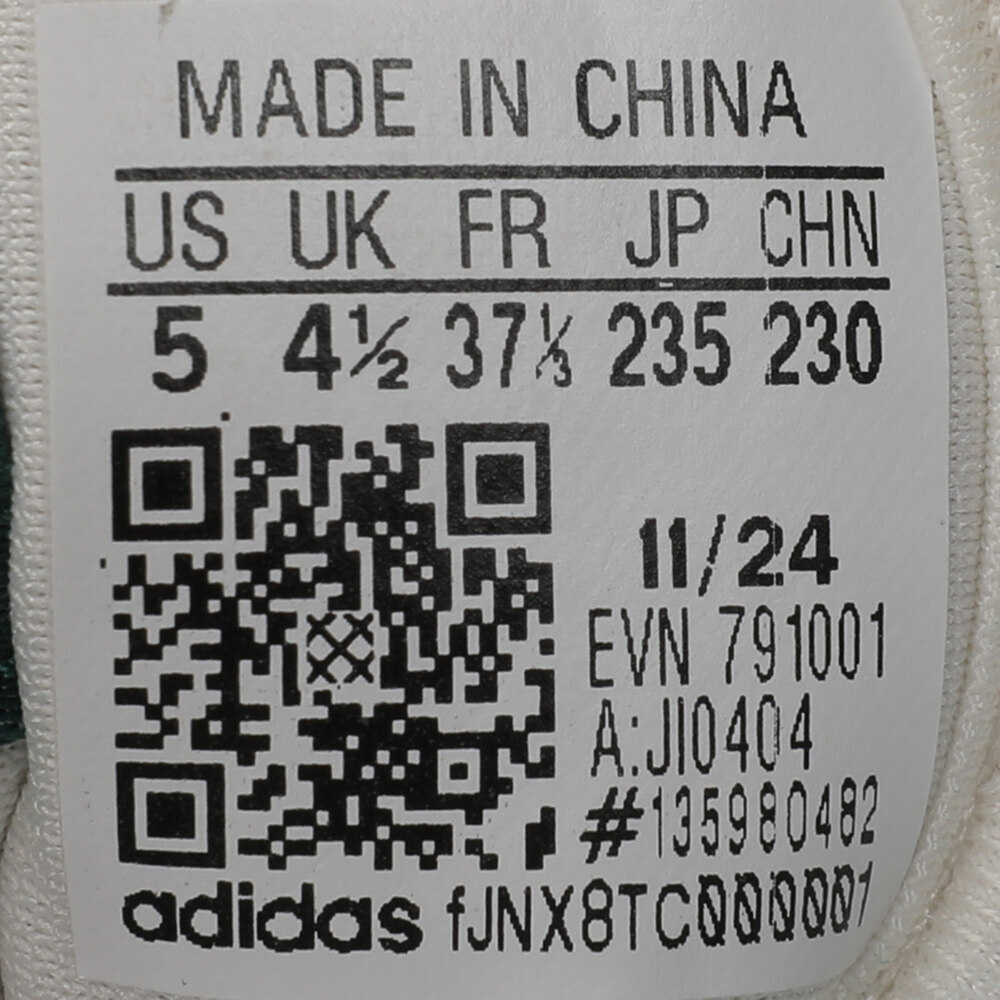 MADE IN CHINA
US UK FR JP CHN
5 4½ 37⅓ 235 230
11/24
EVN 791001
A:JI0404
#135980482
adidas fJNX8TC000001